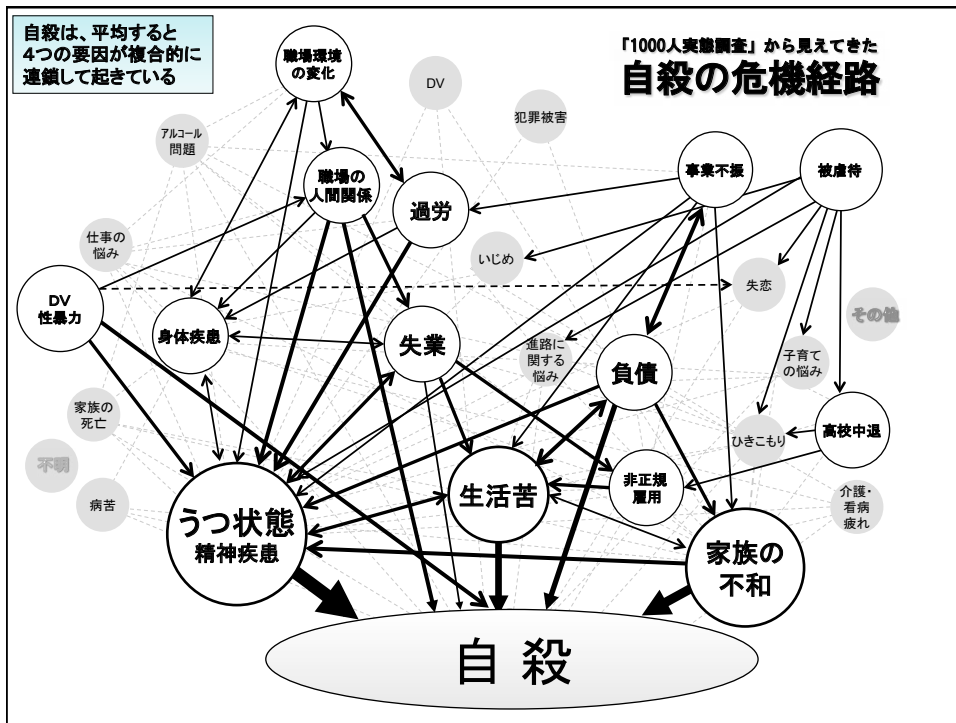 自殺は、平均すると
4つの要因が複合的に
連鎖して起きている
「1000人実態調査」から見えてきた
自殺の危機経路
職場環境
の変化
DV
犯罪被害
アルコール
問題
職場の
人間関係
過労
事業不振
被虐待
仕事の
悩み
いじめ
失恋
DV
性暴力
身体疾患
失業
進路に
関する
悩み
負債
その他
子育て
の悩み
家族の
死亡
ひきこもり
高校中退
不明
病苦
うつ状態
精神疾患
生活苦
非正規
雇用
介護・
看病
疲れ
家族の
不和
自殺